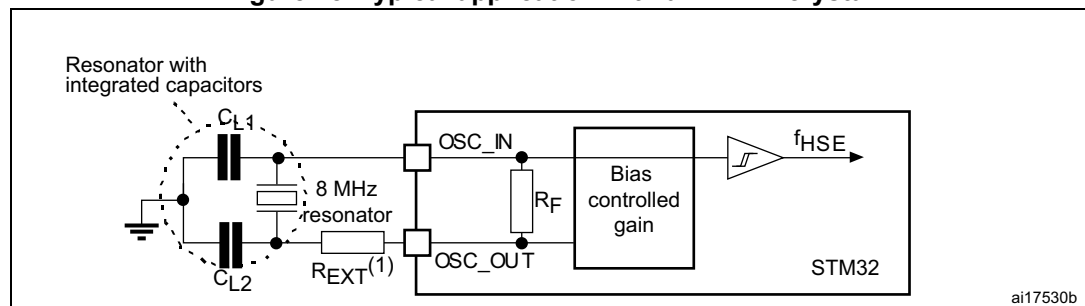 Resonator with
integrated capacitors
CL1
OSC_IN
fHSE
8 MHz
resonator
RF
Bias
controlled
gain
REXT(1)
OSC_OUT
CL2
STM32
ai17530b